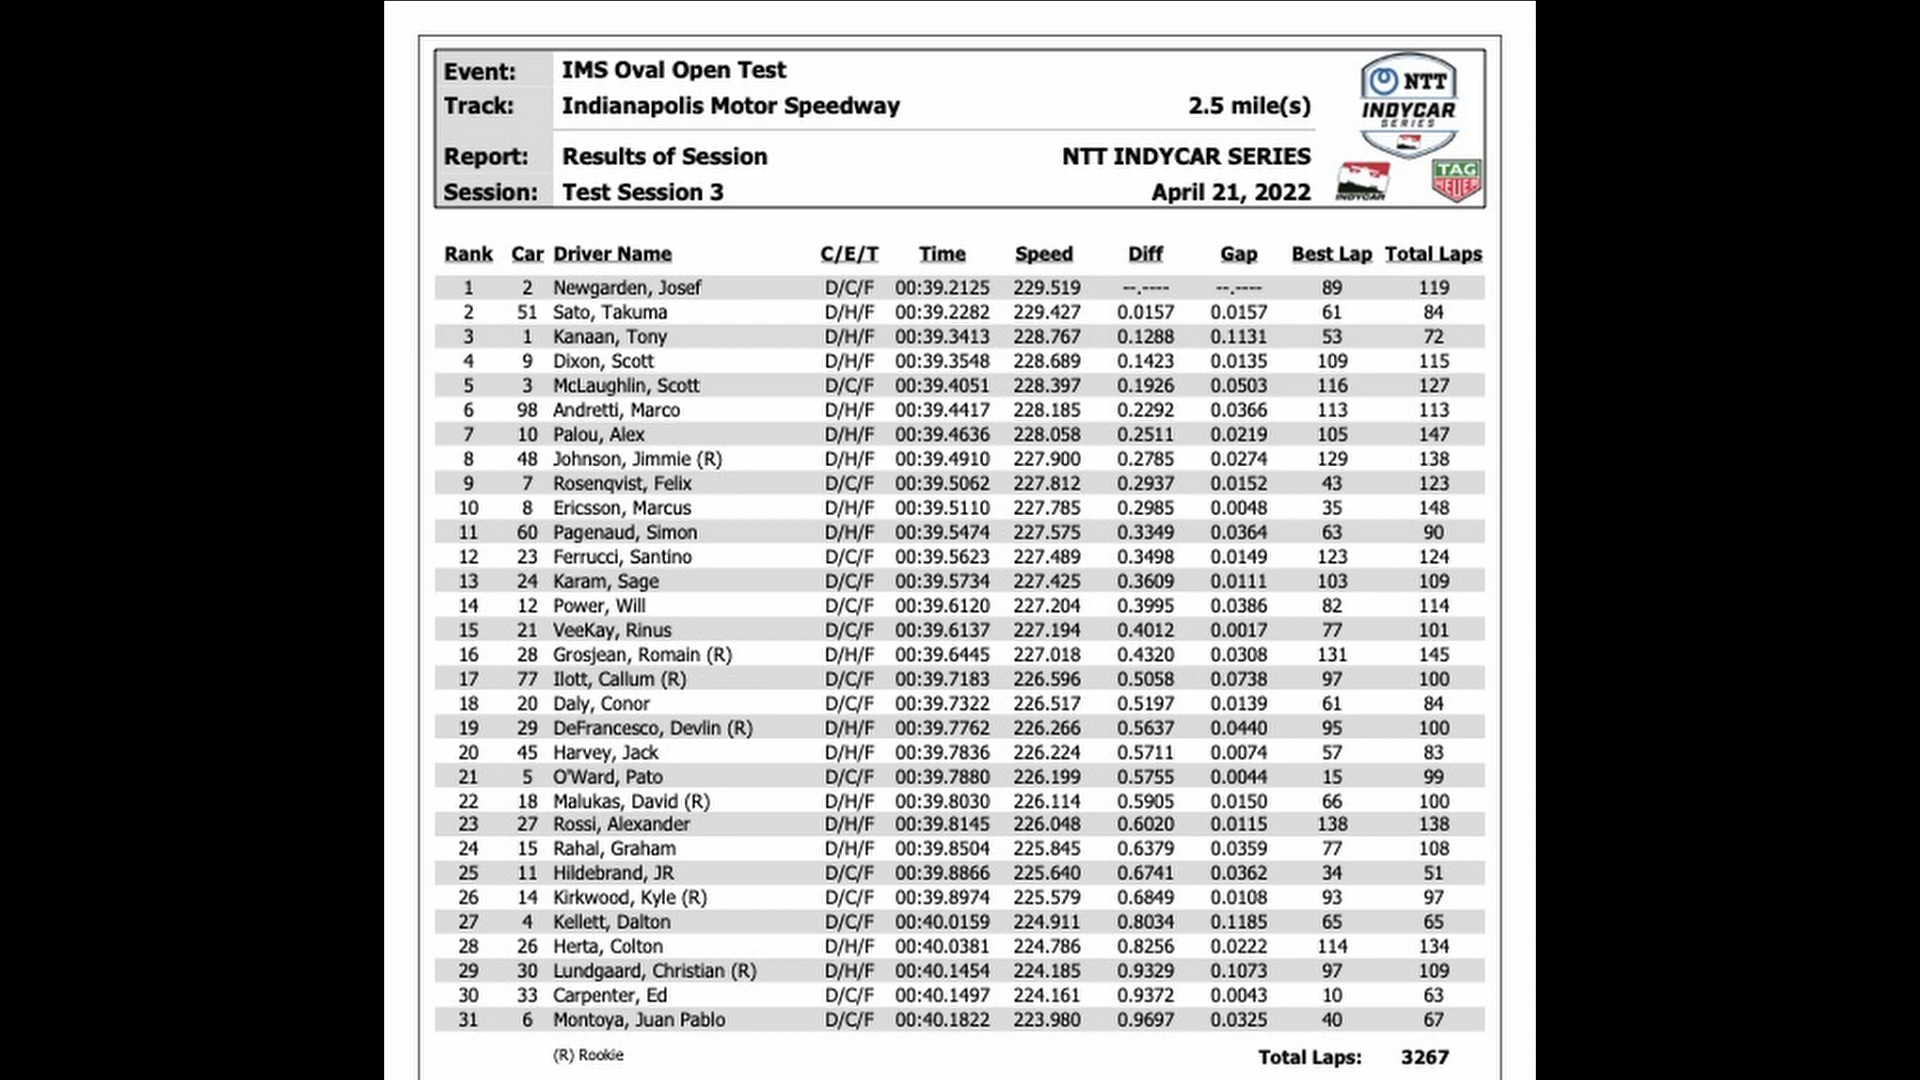 Event: IMS Oval Open Test
Track: Indianapolis Motor Speedway 2.5 mile(s)
Report: Results of Session NTT INDYCAR SERIES
Session: Test Session 3 April 21, 2022
NTT
INDYCAR
SERIES
INDYCAR
TAG
HEUER
Rank Car Driver Name C/E/T Time Speed Diff Gap Best Lap Total Laps
1 2 Newgarden, Josef D/C/F 00:39.2125 229.519 --.---- --.---- 89 119
2 51 Sato, Takuma D/H/F 00:39.2282 229.427 0.0157 0.0157 61 84
3 1 Kanaan, Tony D/H/F 00:39.3413 228.767 0.1288 0.1131 53 72
4 9 Dixon, Scott D/H/F 00:39.3548 228.689 0.1423 0.0135 109 115
5 3 McLaughlin, Scott D/C/F 00:39.4051 228.397 0.1926 0.0503 116 127
6 98 Andretti, Marco D/H/F 00:39.4417 228.185 0.2292 0.0366 113 113
7 10 Palou, Alex D/H/F 00:39.4636 228.058 0.2511 0.0219 105 147
8 48 Johnson, Jimmie (R) D/H/F 00:39.4910 227.900 0.2785 0.0274 129 138
9 7 Rosenqvist, Felix D/C/F 00:39.5062 227.812 0.2937 0.0152 43 123
10 8 Ericsson, Marcus D/H/F 00:39.5110 227.785 0.2985 0.0048 35 148
11 60 Pagenaud, Simon D/H/F 00:39.5474 227.575 0.3349 0.0364 63 90
12 23 Ferrucci, Santino D/C/F 00:39.5623 227.489 0.3498 0.0149 123 124
13 24 Karam, Sage D/C/F 00:39.5734 227.425 0.3609 0.0111 103 109
14 12 Power, Will D/C/F 00:39.6120 227.204 0.3995 0.0386 82 114
15 21 VeeKay, Rinus D/C/F 00:39.6137 227.194 0.4012 0.0017 77 101
16 28 Grosjean, Romain (R) D/H/F 00:39.6445 227.018 0.4320 0.0308 131 145
17 77 Ilott, Callum (R) D/C/F 00:39.7183 226.596 0.5058 0.0738 97 100
18 20 Daly, Conor D/C/F 00:39.7322 226.517 0.5197 0.0139 61 84
19 29 DeFrancesco, Devlin (R) D/H/F 00:39.7762 226.266 0.5637 0.0440 95 100
20 45 Harvey, Jack D/H/F 00:39.7836 226.224 0.5711 0.0074 57 83
21 5 O'Ward, Pato D/C/F 00:39.7880 226.199 0.5755 0.0044 15 99
22 18 Malukas, David (R) D/H/F 00:39.8030 226.114 0.5905 0.0150 66 100
23 27 Rossi, Alexander D/H/F 00:39.8145 226.048 0.6020 0.0115 138 138
24 15 Rahal, Graham D/H/F 00:39.8504 225.845 0.6379 0.0359 77 108
25 11 Hildebrand, JR D/C/F 00:39.8866 225.640 0.6741 0.0362 34 51
26 14 Kirkwood, Kyle (R) D/C/F 00:39.8974 225.579 0.6849 0.0108 93 97
27 4 Kellett, Dalton D/C/F 00:40.0159 224.911 0.8034 0.1185 65 65
28 26 Herta, Colton D/H/F 00:40.0381 224.786 0.8256 0.0222 114 134
29 30 Lundgaard, Christian (R) D/H/F 00:40.1454 224.185 0.9329 0.1073 97 109
30 33 Carpenter, Ed D/C/F 00:40.1497 224.161 0.9372 0.0043 10 63
31 6 Montoya, Juan Pablo D/C/F 00:40.1822 223.980 0.9697 0.0325 40 67
(R) Rookie Total Laps: 3267